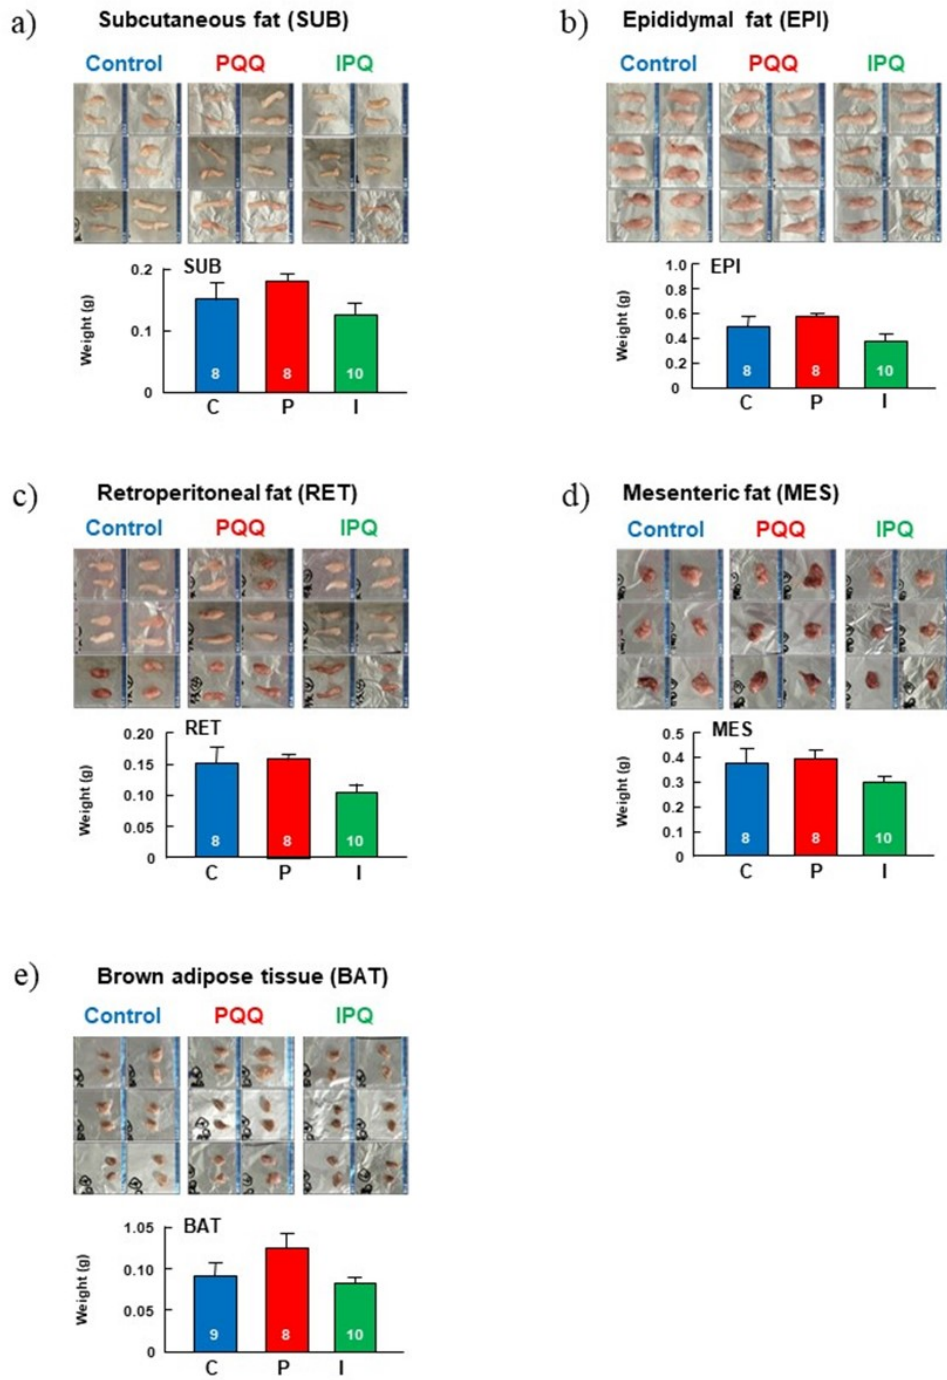 a)
Subcutaneous fat (SUB)
Control PQQ IPQ
SUB
Weight (g)
0.2
0.1
0
8 8 10
C P I
b)
Epididymal fat (EPI)
Control PQQ IPQ
EPI
Weight (g)
1.0
0.8
0.6
0.4
0.2
0
8 8 10
C P I
c)
Retroperitoneal fat (RET)
Control PQQ IPQ
RET
Weight (g)
0.20
0.15
0.10
0.05
0
8 8 10
C P I
d)
Mesenteric fat (MES)
Control PQQ IPQ
MES
Weight (g)
0.5
0.4
0.3
0.2
0.1
0
8 8 10
C P I
e)
Brown adipose tissue (BAT)
Control PQQ IPQ
BAT
Weight (g)
1.05
0.10
0.05
0
9 8 10
C P I